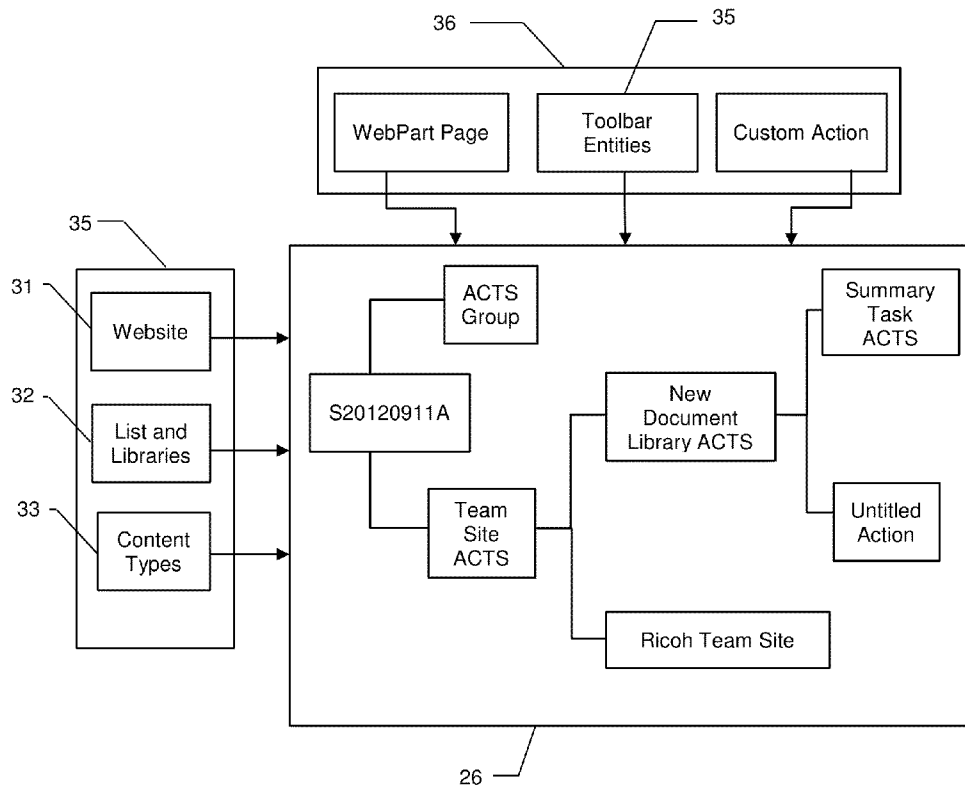 36
35
WebPart Page
Toolbar
Entities
Custom Action
35
31
Website
32
List and
Libraries
33
Content
Types
ACTS
Group
S20120911A
Team
Site
ACTS
New
Document
Library ACTS
Summary
Task
ACTS
Untitled
Action
Ricoh Team Site
26